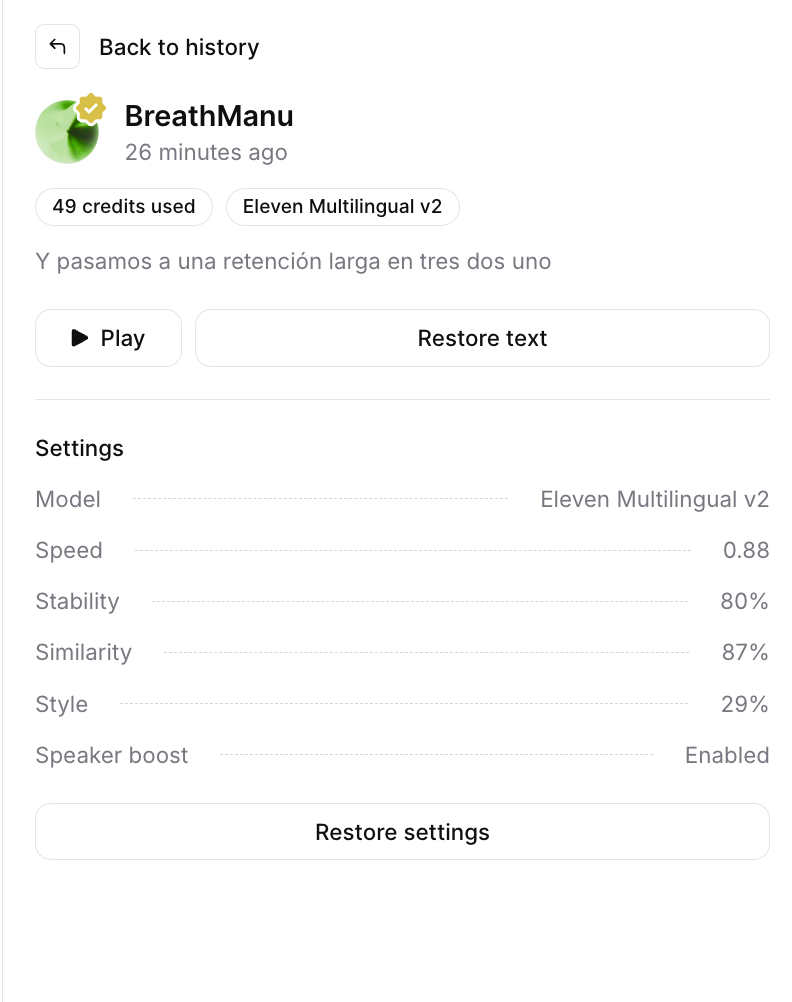 Back to history
BreathManu
26 minutes ago
49 credits used
Eleven Multilingual v2
Y pasamos a una retención larga en tres dos uno
Play
Restore text
Settings
Model Eleven Multilingual v2
Speed 0.88
Stability 80%
Similarity 87%
Style 29%
Speaker boost Enabled
Restore settings